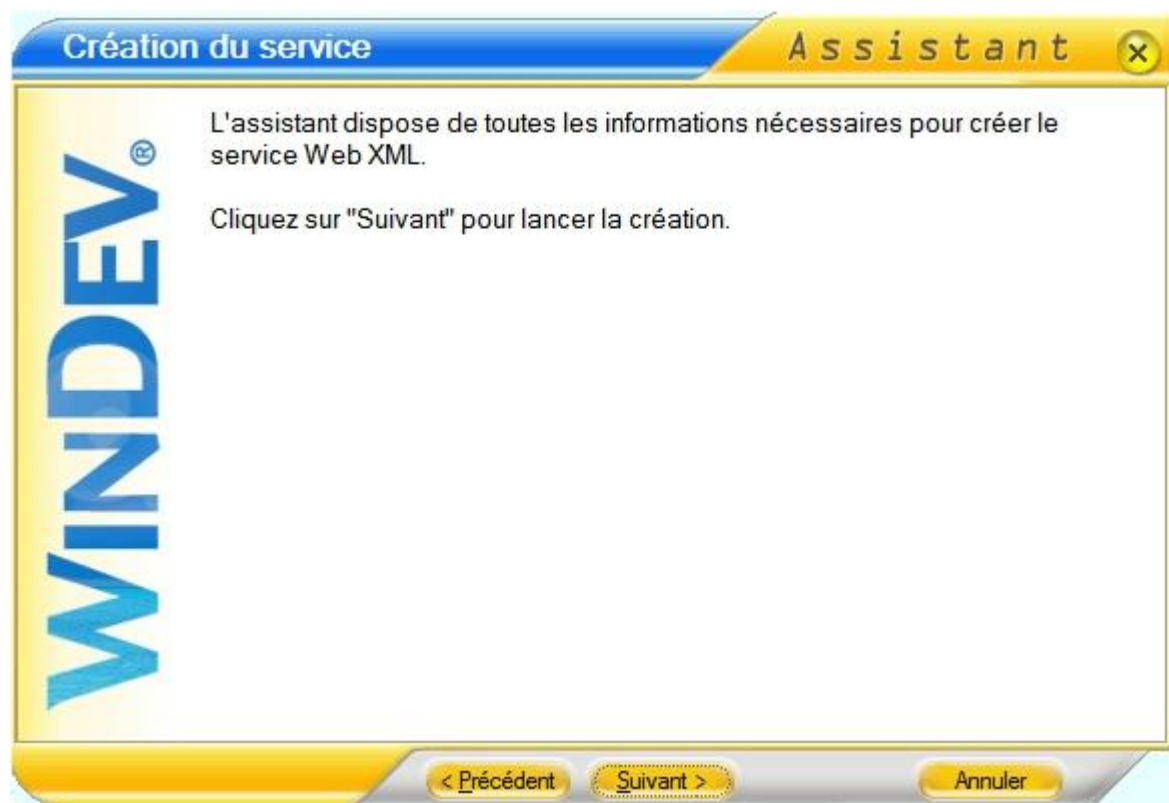 Création du service
Assistant
L'assistant dispose de toutes les informations nécessaires pour créer le
service Web XML.
Cliquez sur "Suivant" pour lancer la création.
WINDEV®
< Précédent
Suivant >
Annuler